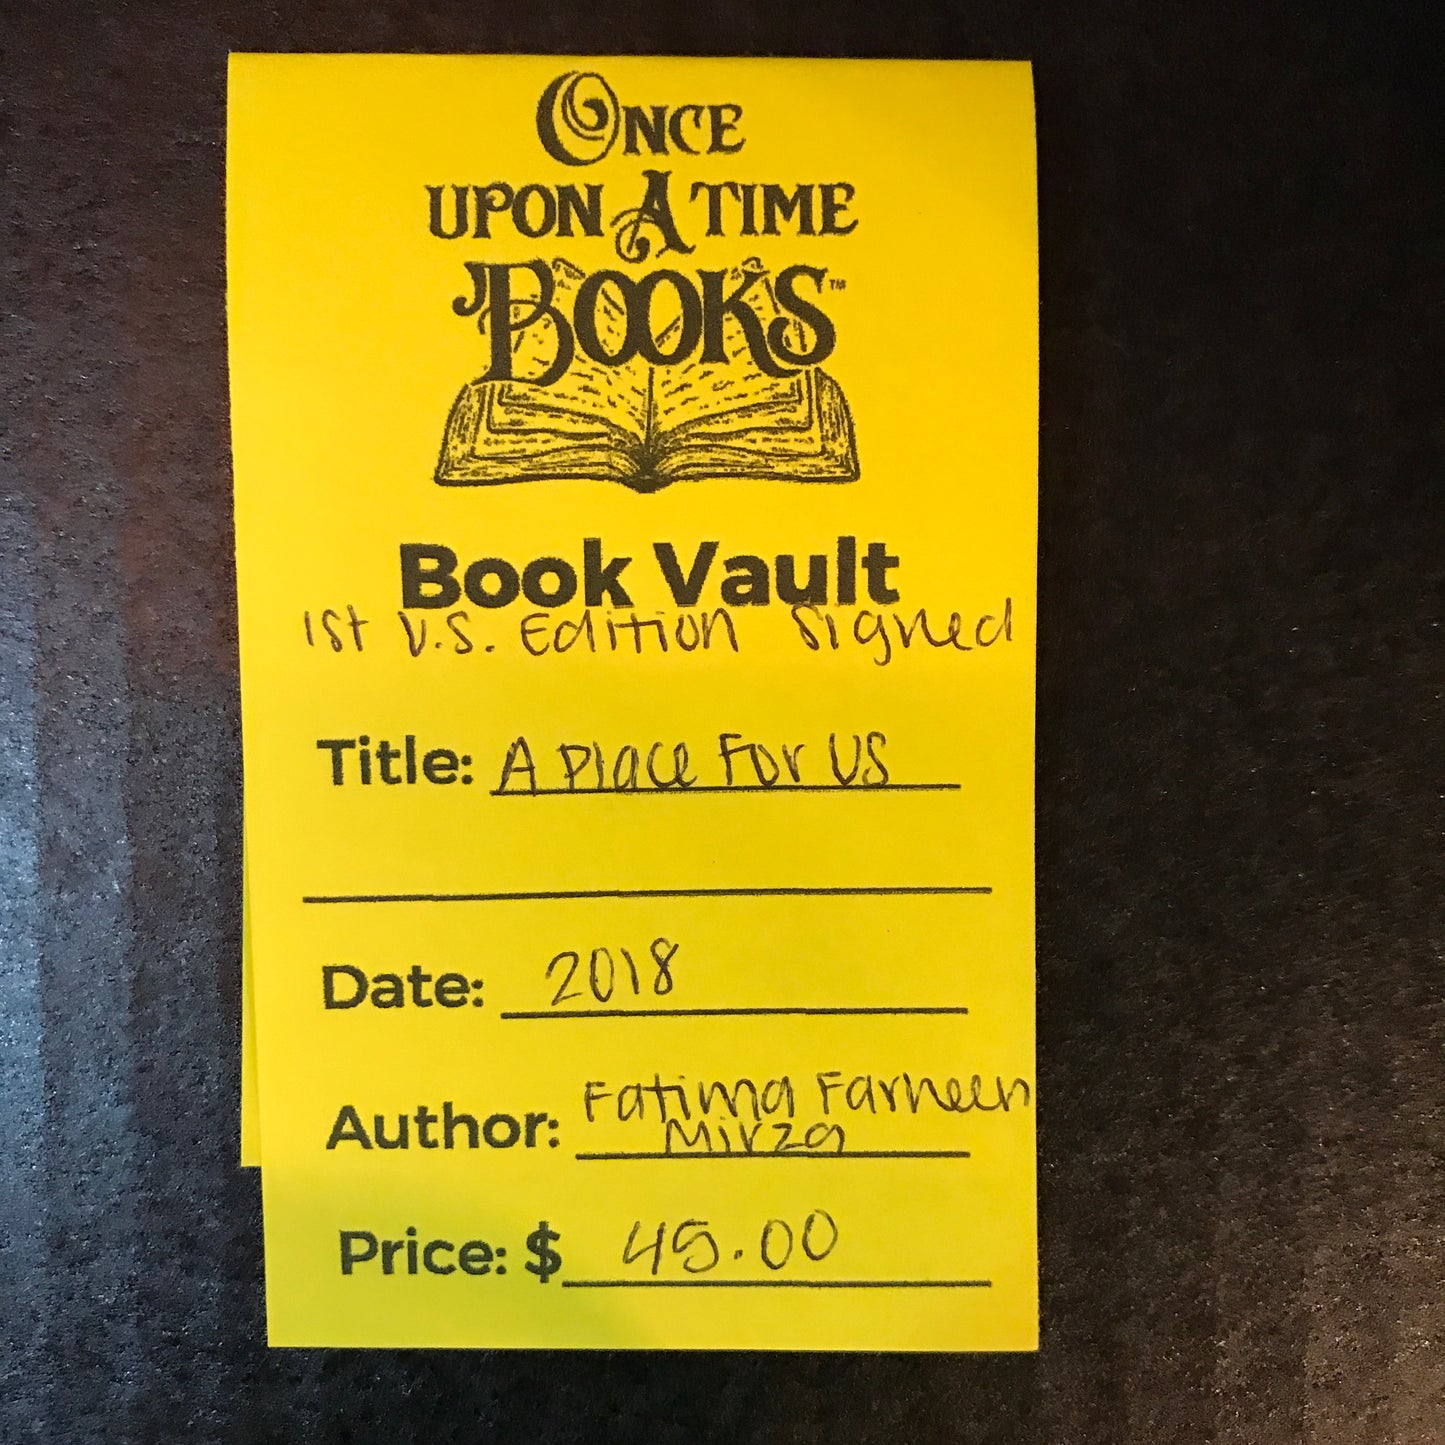 ONCE
UPON A TIME
BOOKS™
Book Vault
1st U.S. Edition Signed
Title: A Place For US
Date: 2018
Author: Fatima Farheen
Mirza
Price: $ 45.00